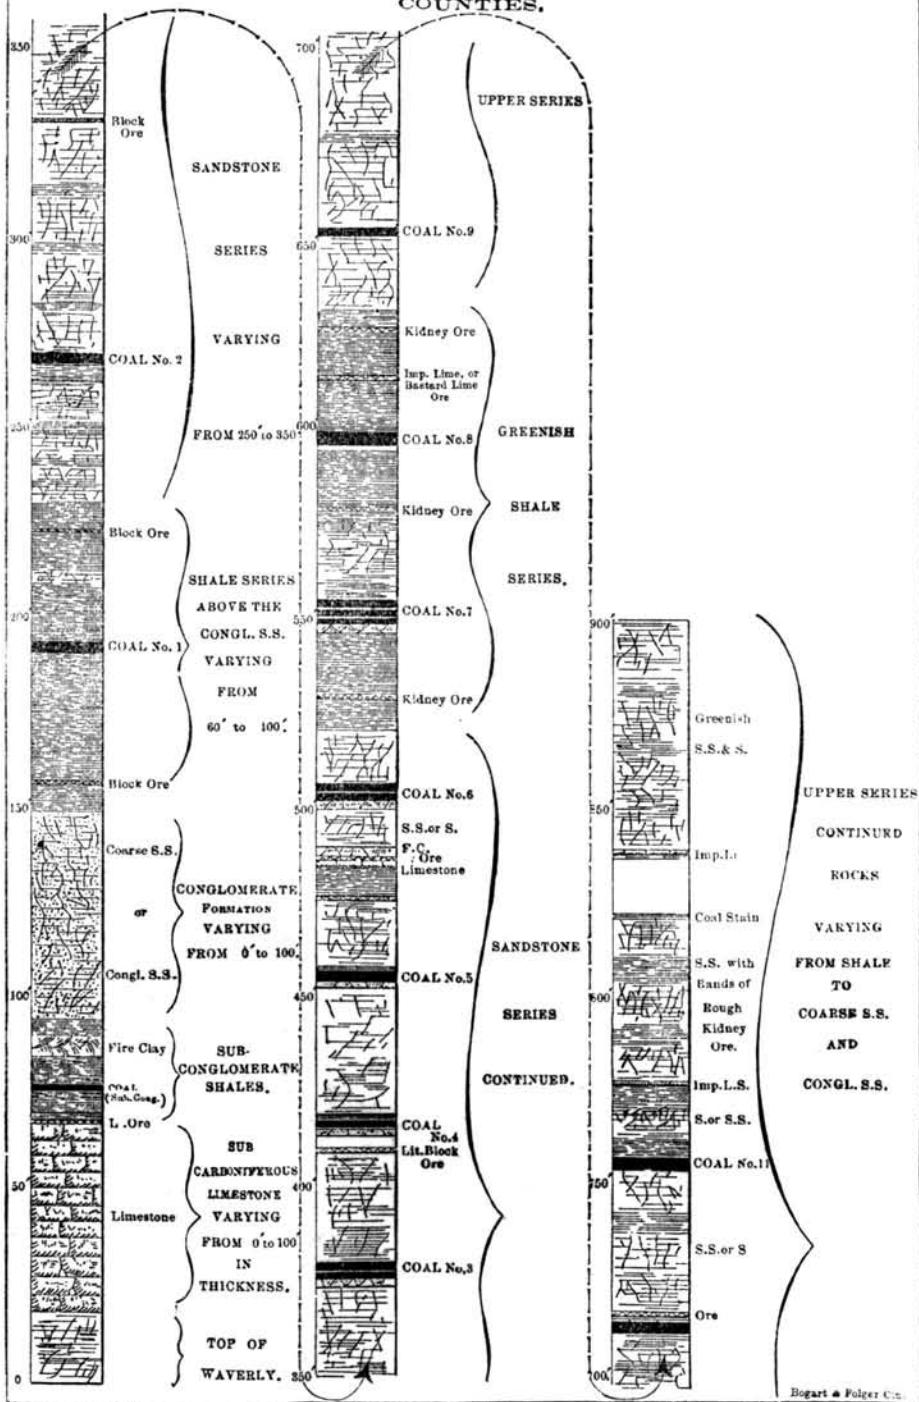 COUNTIES.
350
Block
Ore
300
COAL No. 2
250
Block Ore
200
COAL No. 1
150
Block Ore
Coarse S.S.
or
Congl. S.S.
100
Fire Clay
COAL
(Sub. Cong.)
L. Ore
50
Limestone
0
SANDSTONE
SERIES
VARYING
FROM 250' to 350'
SHALE SERIES
ABOVE THE
CONGL. S.S.
VARYING
FROM
60' to 100'.
CONGLOMERATE
FORMATION
VARYING
FROM 0' to 100'.
SUB-
CONGLOMERATE
SHALES.
SUB
CARBONIFEROUS
LIMESTONE
VARYING
FROM 0' to 100'
IN
THICKNESS.
TOP OF
WAVERLY.
700
650
COAL No. 9
Kidney Ore
Imp. Lime, or
Bastard Lime
Ore
600
COAL No. 8
Kidney Ore
550
COAL No. 7
Kidney Ore
500
COAL No. 6
S.S. or S.
F.C.
Ore
Limestone
COAL No. 5
450
COAL
No. 4
Lit. Block
Ore
400
COAL No. 3
350
UPPER SERIES
GREENISH
SHALE
SERIES.
SANDSTONE
SERIES
CONTINUED.
900'
Greenish
S.S. & S.
850
Imp. L.
Coal Stain
S.S. with
Bands of
800
Rough
Kidney
Ore.
Imp. L.S.
S. or S.S.
COAL No. 11
750
S.S. or S
Ore
700
UPPER SERIES
CONTINUED
ROCKS
VARYING
FROM SHALE
TO
COARSE S.S.
AND
CONGL. S.S.
Bogart & Folger Cin.